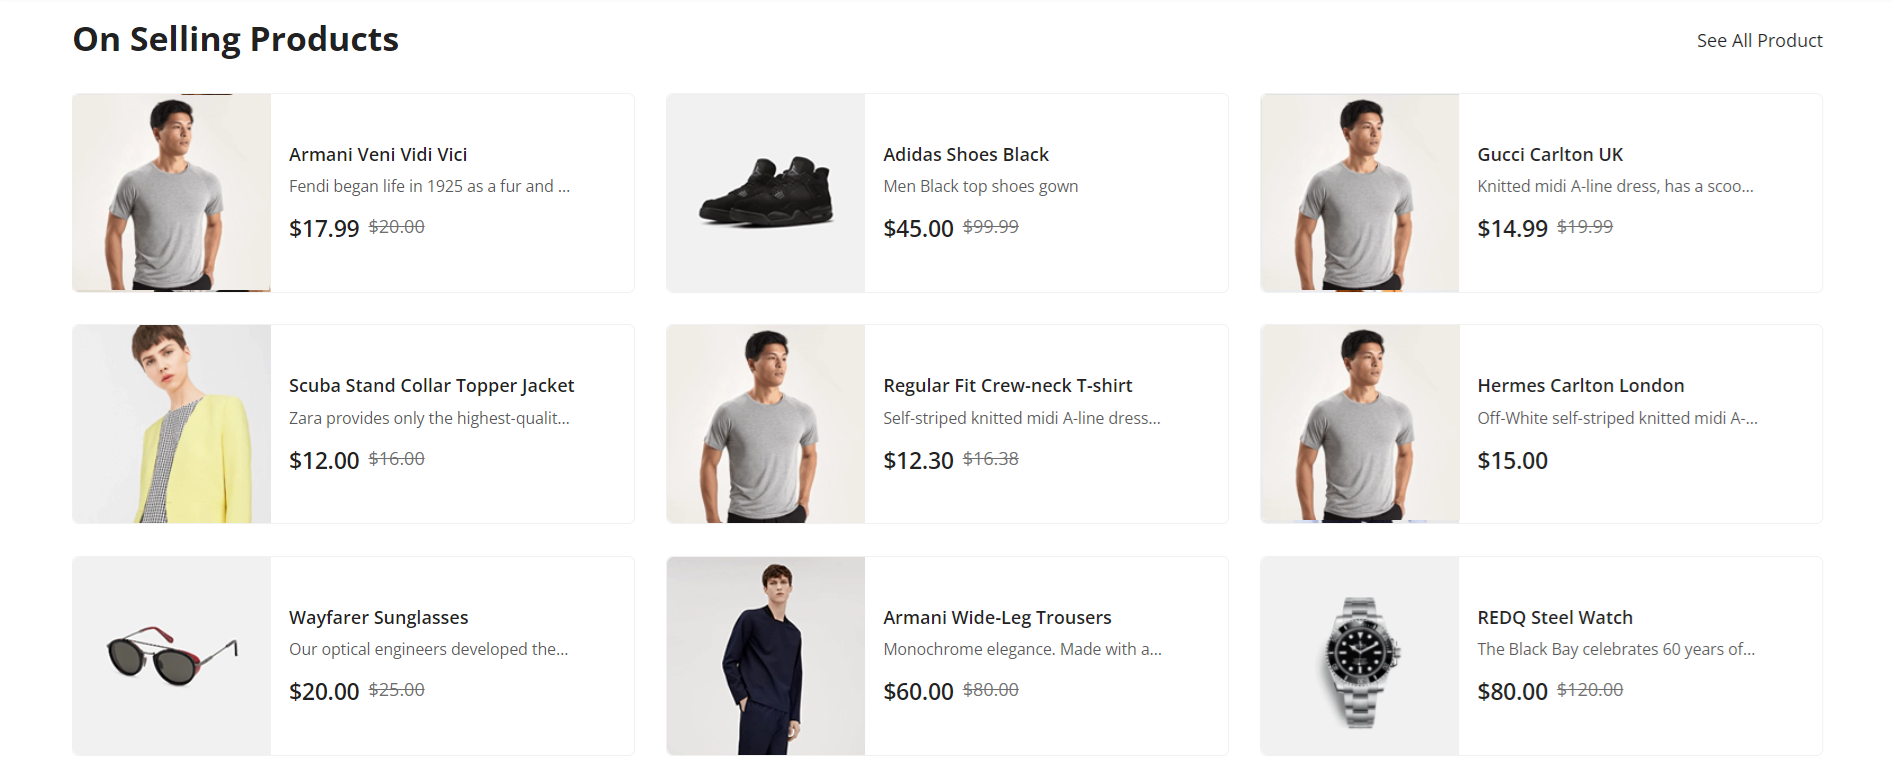 On Selling Products
See All Product
Armani Veni Vidi Vici
Fendi began life in 1925 as a fur and ...
$17.99 $20.00
Adidas Shoes Black
Men Black top shoes gown
$45.00 $99.99
Gucci Carlton UK
Knitted midi A-line dress, has a scoo...
$14.99 $19.99
Scuba Stand Collar Topper Jacket
Zara provides only the highest-qualit...
$12.00 $16.00
Regular Fit Crew-neck T-shirt
Self-striped knitted midi A-line dress...
$12.30 $16.38
Hermes Carlton London
Off-White self-striped knitted midi A-...
$15.00
Wayfarer Sunglasses
Our optical engineers developed the...
$20.00 $25.00
Armani Wide-Leg Trousers
Monochrome elegance. Made with a...
$60.00 $80.00
REDQ Steel Watch
The Black Bay celebrates 60 years of...
$80.00 $120.00